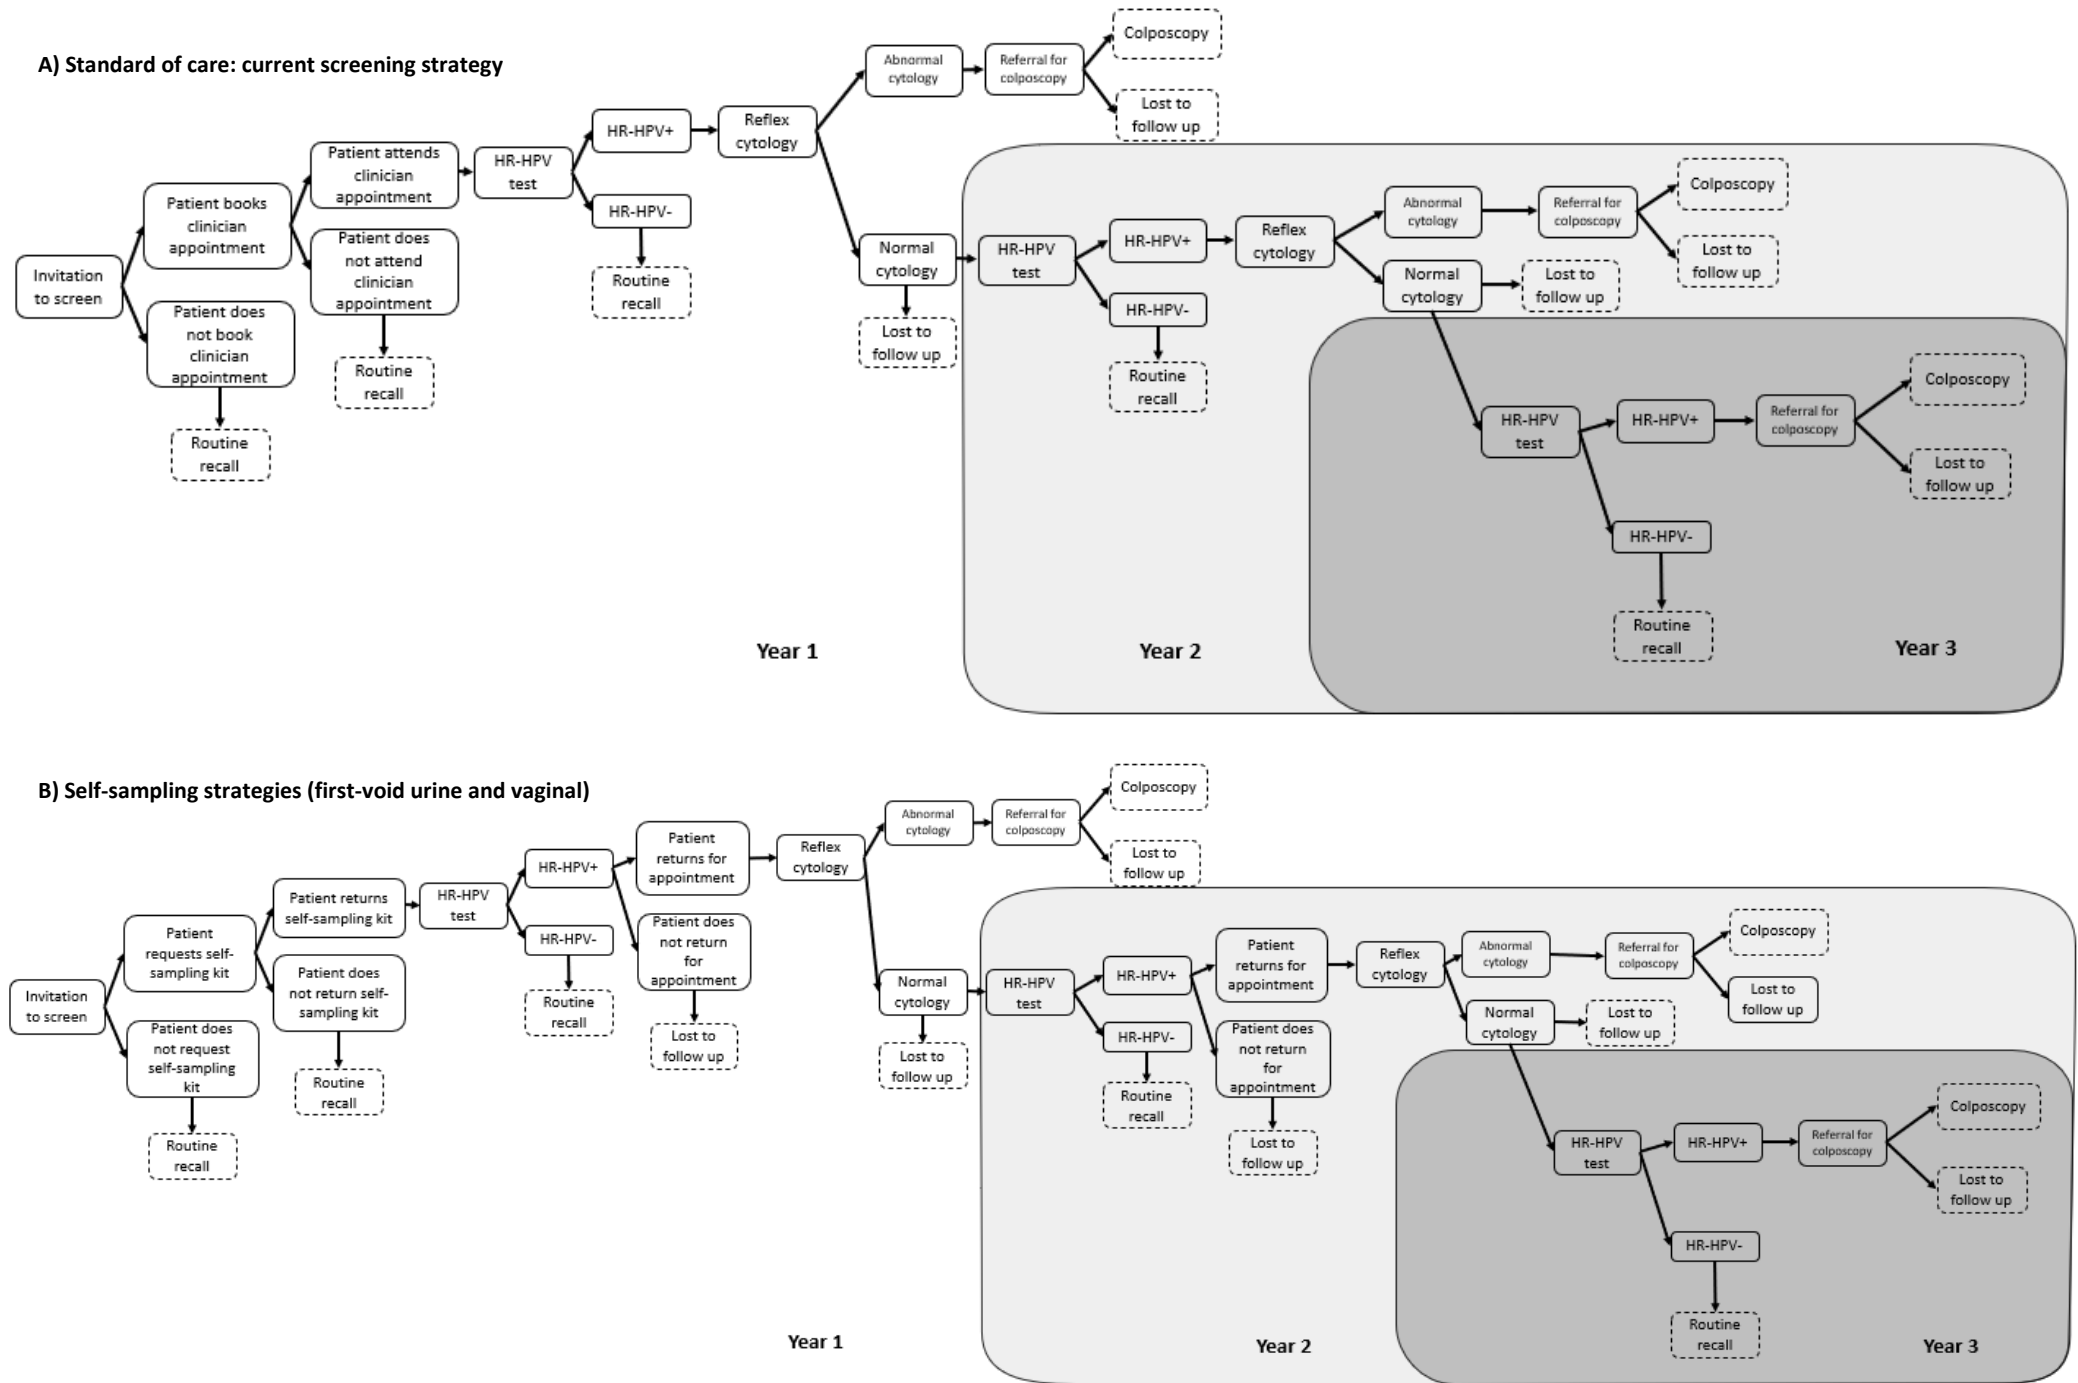 A) Standard of care: current screening strategy
Invitation
to screen
Patient books
clinician
appointment
Patient does
not book
clinician
appointment
Routine
recall
Patient attends
clinician
appointment
Patient does
not attend
clinician
appointment
Routine
recall
HR-HPV
test
HR-HPV+
HR-HPV-
Routine
recall
Reflex
cytology
Abnormal
cytology
Referral for
colposcopy
Colposcopy
Lost to
follow up
Normal
cytology
Lost to
follow up
Year 1
HR-HPV
test
HR-HPV+
HR-HPV-
Routine
recall
Reflex
cytology
Abnormal
cytology
Referral for
colposcopy
Colposcopy
Lost to
follow up
Normal
cytology
Lost to
follow up
Year 2
HR-HPV
test
HR-HPV+
Referral for
colposcopy
Colposcopy
Lost to
follow up
HR-HPV-
Routine
recall
Year 3
B) Self-sampling strategies (first-void urine and vaginal)
Invitation
to screen
Patient
requests self-
sampling kit
Patient does
not request
self-sampling
kit
Routine
recall
Patient returns
self-sampling kit
Patient does
not return self-
sampling kit
Routine
recall
HR-HPV
test
HR-HPV+
HR-HPV-
Routine
recall
Patient
returns for
appointment
Patient does
not return
for
appointment
Lost to
follow up
Reflex
cytology
Abnormal
cytology
Referral for
colposcopy
Colposcopy
Lost to
follow up
Normal
cytology
Lost to
follow up
Year 1
HR-HPV
test
HR-HPV+
HR-HPV-
Routine
recall
Patient
returns for
appointment
Patient does
not return
for
appointment
Lost to
follow up
Reflex
cytology
Abnormal
cytology
Referral for
colposcopy
Colposcopy
Lost to
follow up
Normal
cytology
Lost to
follow up
Year 2
HR-HPV
test
HR-HPV+
Referral for
colposcopy
Colposcopy
Lost to
follow up
HR-HPV-
Routine
recall
Year 3